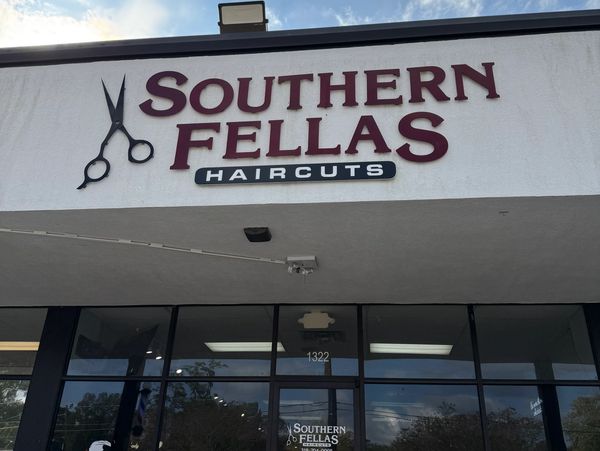 SOUTHERN
FELLAS
HAIRCUTS
1322
SOUTHERN
FELLAS
HAIRCUTS